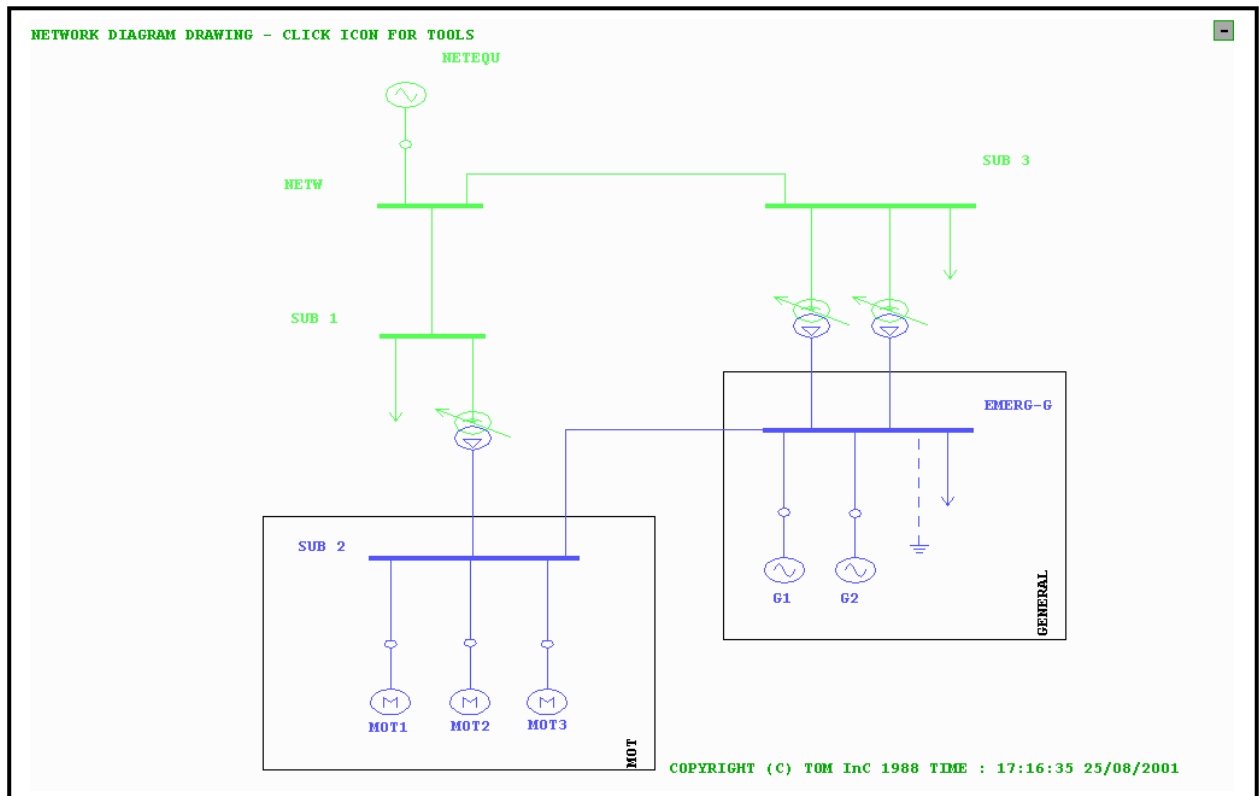 NETWORK DIAGRAM DRAWING - CLICK ICON FOR TOOLS
-
NETEQU
SUB 3
NETW
SUB 1
EMERG-G
SUB 2
G1 G2
GENERAL
MOT1 MOT2 MOT3
MOT
COPYRIGHT (C) TOM InC 1988 TIME : 17:16:35 25/08/2001